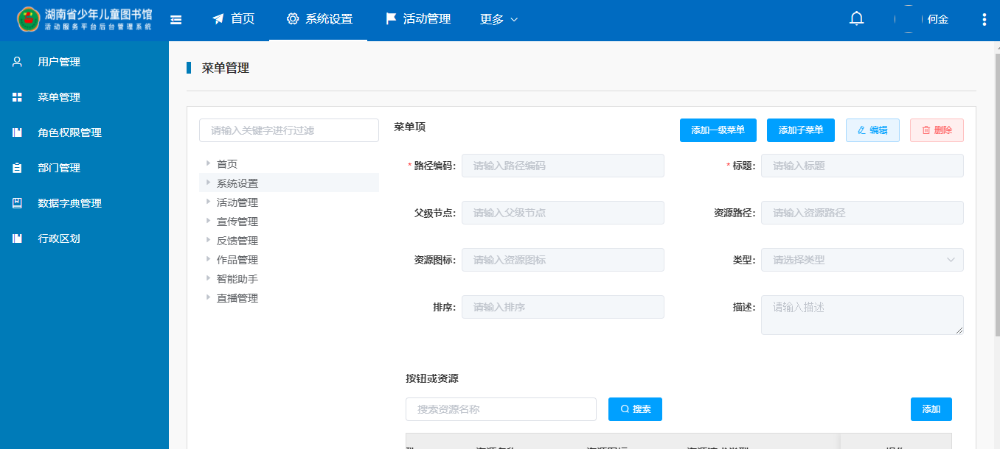 湖南省少年儿童图书馆
活动服务平台后台管理系统
首页 系统设置 活动管理 更多 何金
用户管理
菜单管理
角色权限管理
部门管理
数据字典管理
行政区划
菜单管理
请输入关键字进行过滤
首页
系统设置
活动管理
宣传管理
反馈管理
作品管理
智能助手
直播管理
菜单项 添加一级菜单 添加子菜单 编辑 删除
*路径编码: 请输入路径编码 *标题: 请输入标题
父级节点: 请输入父级节点 资源路径: 请输入资源路径
资源图标: 请输入资源图标 类型: 请选择类型
排序: 请输入排序 描述: 请输入描述
按钮或资源
搜索资源名称 搜索 添加